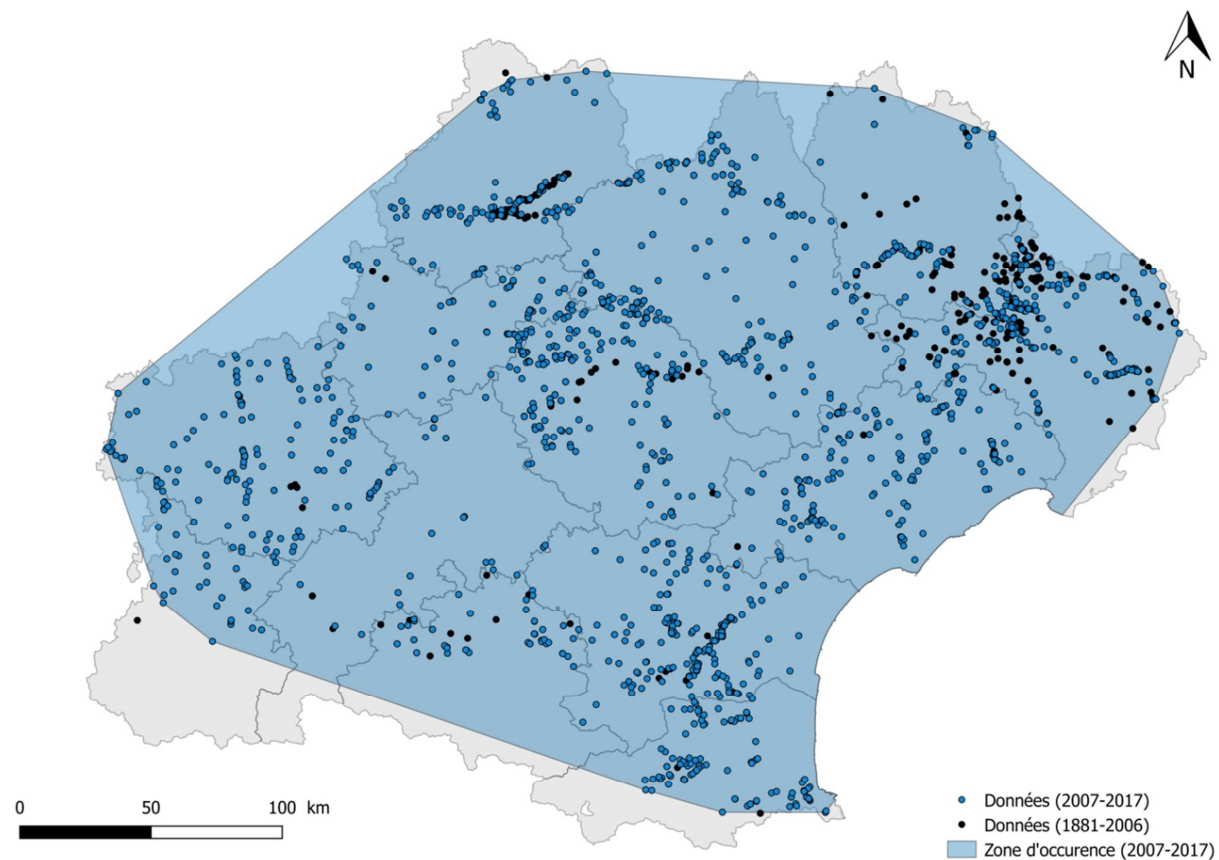 N
0 50 100 km
Données (2007-2017)
Données (1881-2006)
Zone d'occurence (2007-2017)